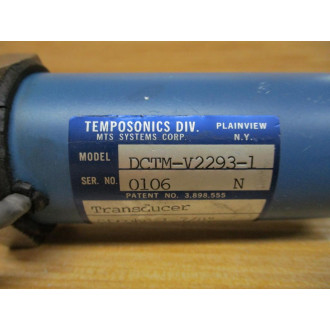 TEMPOSONICS DIV. PLAINVIEW
MTS SYSTEMS CORP. N.Y.
MODEL DCTM-V2293-1
SER. NO. 0106 N
PATENT NO. 3,898,555
Transducer